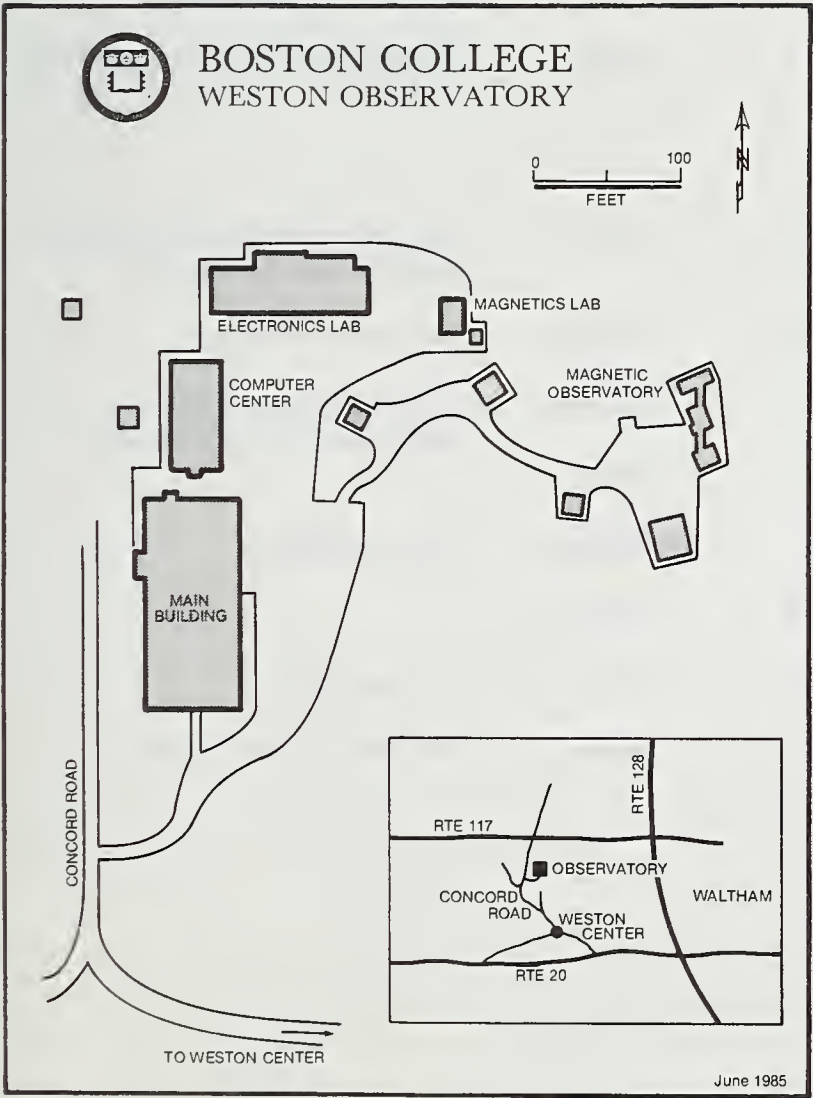 BOSTON COLLEGE
WESTON OBSERVATORY
0 100
FEET
N
MAGNETICS LAB
ELECTRONICS LAB
COMPUTER
CENTER
MAGNETIC
OBSERVATORY
MAIN
BUILDING
CONCORD ROAD
TO WESTON CENTER
RTE 128
RTE 117
OBSERVATORY
CONCORD
ROAD
WALTHAM
WESTON
CENTER
RTE 20
June 1985